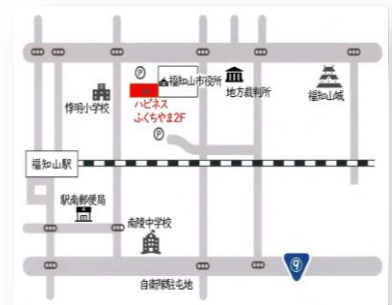 P
福知山市役所
地方裁判所
福知山城
惇明小学校
ハピネス
ふくちやま2F
P
福知山駅
駅南郵便局
南陵中学校
9
自衛隊駐屯地